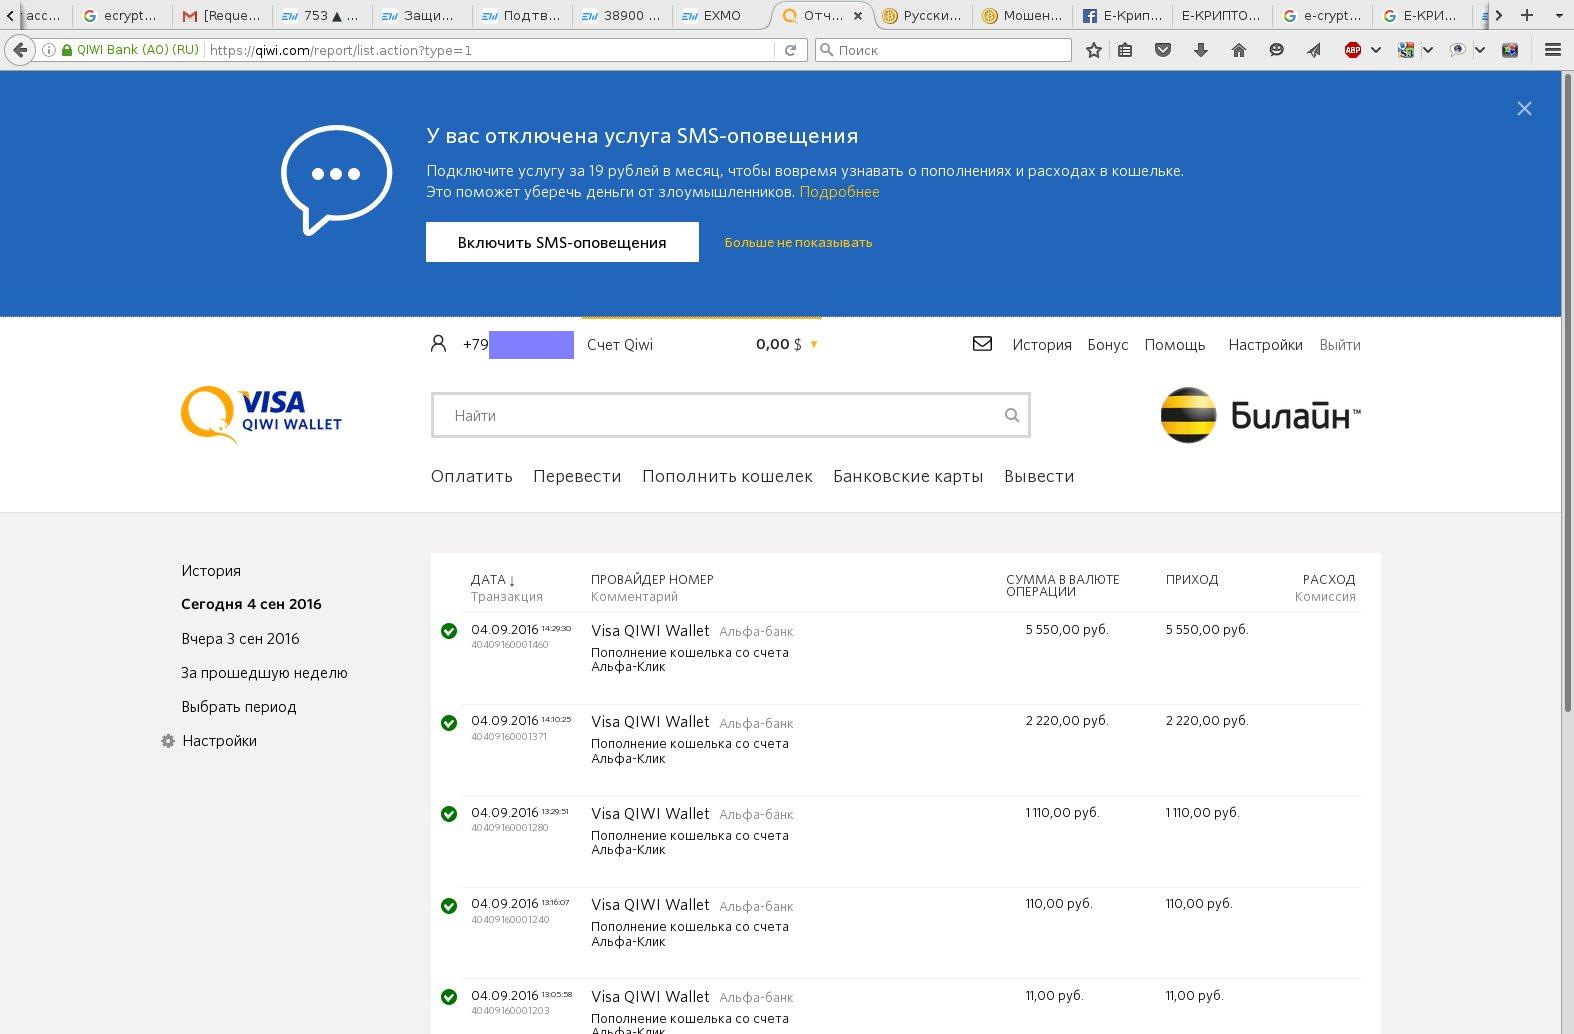 acc...
ecrypt...
[Reque...
753 ▲ ...
Защи...
Подтв...
38900 ...
EXMO
Отч...
Русски...
Мошен...
Е-Крип...
Е-КРИПТО...
e-crypt...
Е-КРИ...
QIWI Bank (AO) (RU)
https://qiwi.com/report/list.action?type=1
Поиск
ABP
У вас отключена услуга SMS-оповещения
Подключите услугу за 19 рублей в месяц, чтобы вовремя узнавать о пополнениях и расходах в кошельке.
Это поможет уберечь деньги от злоумышленников. Подробнее
Включить SMS-оповещения
Больше не показывать
+79
Счет Qiwi
0,00 $
История
Бонус
Помощь
Настройки
Выйти
VISA
QIWI WALLET
Найти
Билайн™
Оплатить
Перевести
Пополнить кошелек
Банковские карты
Вывести
История
Сегодня 4 сен 2016
Вчера 3 сен 2016
За прошедшую неделю
Выбрать период
Настройки
ДАТА ↓
Транзакция
ПРОВАЙДЕР НОМЕР
Комментарий
СУММА В ВАЛЮТЕ
ОПЕРАЦИИ
ПРИХОД
РАСХОД
Комиссия
04.09.2016 14:29:30
40409160001460
Visa QIWI Wallet Альфа-банк
Пополнение кошелька со счета
Альфа-Клик
5 550,00 руб.
5 550,00 руб.
04.09.2016 14:10:25
40409160001371
Visa QIWI Wallet Альфа-банк
Пополнение кошелька со счета
Альфа-Клик
2 220,00 руб.
2 220,00 руб.
04.09.2016 13:29:51
40409160001280
Visa QIWI Wallet Альфа-банк
Пополнение кошелька со счета
Альфа-Клик
1 110,00 руб.
1 110,00 руб.
04.09.2016 13:16:07
40409160001240
Visa QIWI Wallet Альфа-банк
Пополнение кошелька со счета
Альфа-Клик
110,00 руб.
110,00 руб.
04.09.2016 13:05:58
40409160001203
Visa QIWI Wallet Альфа-банк
Пополнение кошелька со счета
Альфа-Клик
11,00 руб.
11,00 руб.